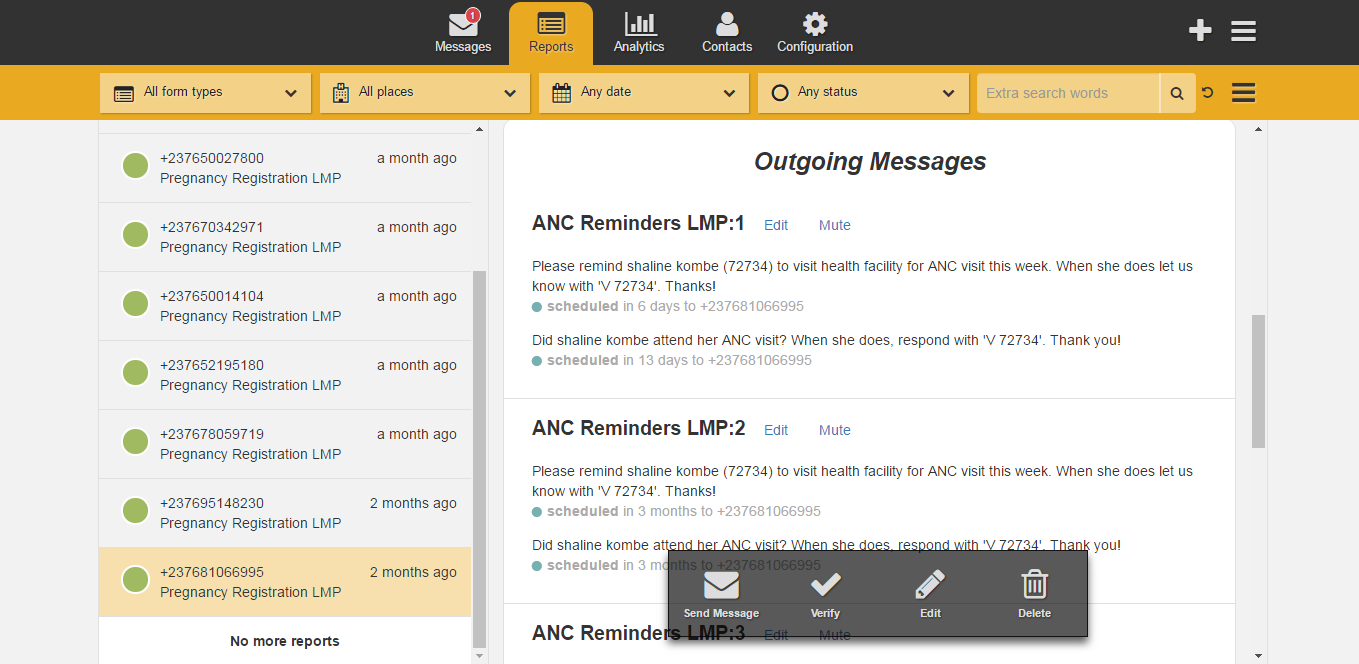 1
Messages
Reports
Analytics
Contacts
Configuration
All form types
All places
Any date
Any status
Extra search words
+237650027800 a month ago
Pregnancy Registration LMP
+237670342971 a month ago
Pregnancy Registration LMP
+237650014104 a month ago
Pregnancy Registration LMP
+237652195180 a month ago
Pregnancy Registration LMP
+237678059719 a month ago
Pregnancy Registration LMP
+237695148230 2 months ago
Pregnancy Registration LMP
+237681066995 2 months ago
Pregnancy Registration LMP
No more reports
Outgoing Messages
ANC Reminders LMP:1 Edit Mute
Please remind shaline kombe (72734) to visit health facility for ANC visit this week. When she does let us
know with 'V 72734'. Thanks!
scheduled in 6 days to +237681066995
Did shaline kombe attend her ANC visit? When she does, respond with 'V 72734'. Thank you!
scheduled in 13 days to +237681066995
ANC Reminders LMP:2 Edit Mute
Please remind shaline kombe (72734) to visit health facility for ANC visit this week. When she does let us
know with 'V 72734'. Thanks!
scheduled in 3 months to +237681066995
Did shaline kombe attend her ANC visit? When she does, respond with 'V 72734'. Thank you!
scheduled in 3 months to +237681066995
ANC Reminders LMP:3 Edit Mute
Send Message
Verify
Edit
Delete